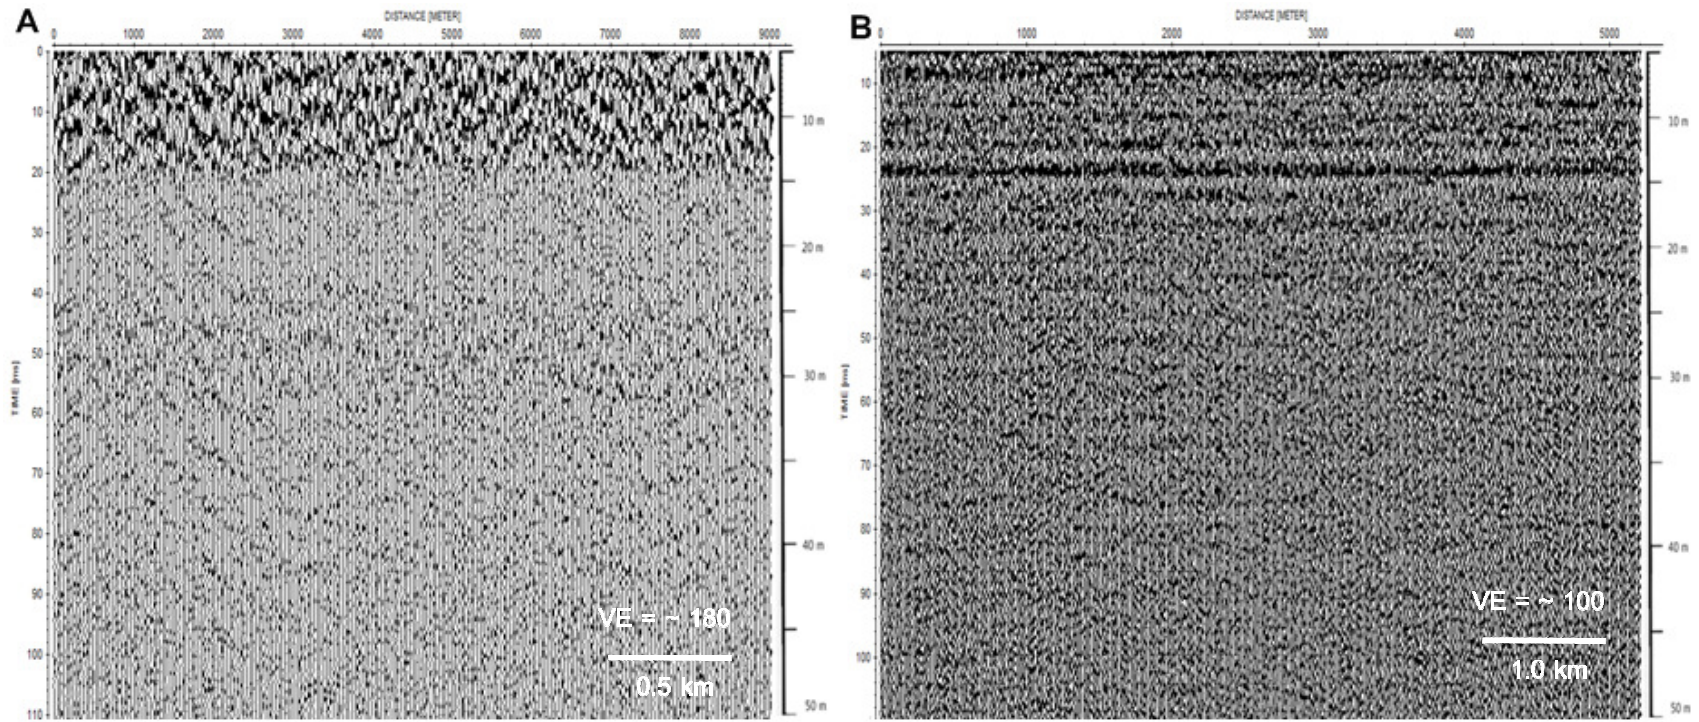 A
DISTANCE [METER]
0 1000 2000 3000 4000 5000 6000 7000 8000 9000
0
10
20
30
40
50
60
70
80
90
100
110
TIME [ms]
10 m
20 m
30 m
40 m
50 m
VE = ~ 180
0.5 km
B
DISTANCE [METER]
0 1000 2000 3000 4000 5000
10
20
30
40
50
60
70
80
90
100
TIME [ms]
10 m
20 m
30 m
40 m
50 m
VE = ~ 100
1.0 km